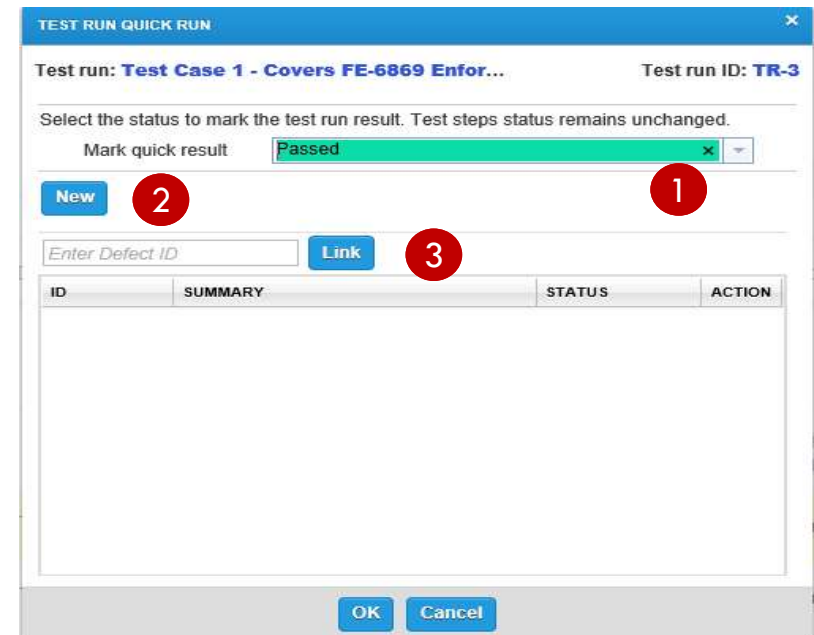 TEST RUN QUICK RUN ×
Test run: Test Case 1 - Covers FE-6869 Enfor... Test run ID: TR-3
Select the status to mark the test run result. Test steps status remains unchanged.
Mark quick result Passed ×
1
New 2
Enter Defect ID Link 3
ID SUMMARY STATUS ACTION
OK Cancel